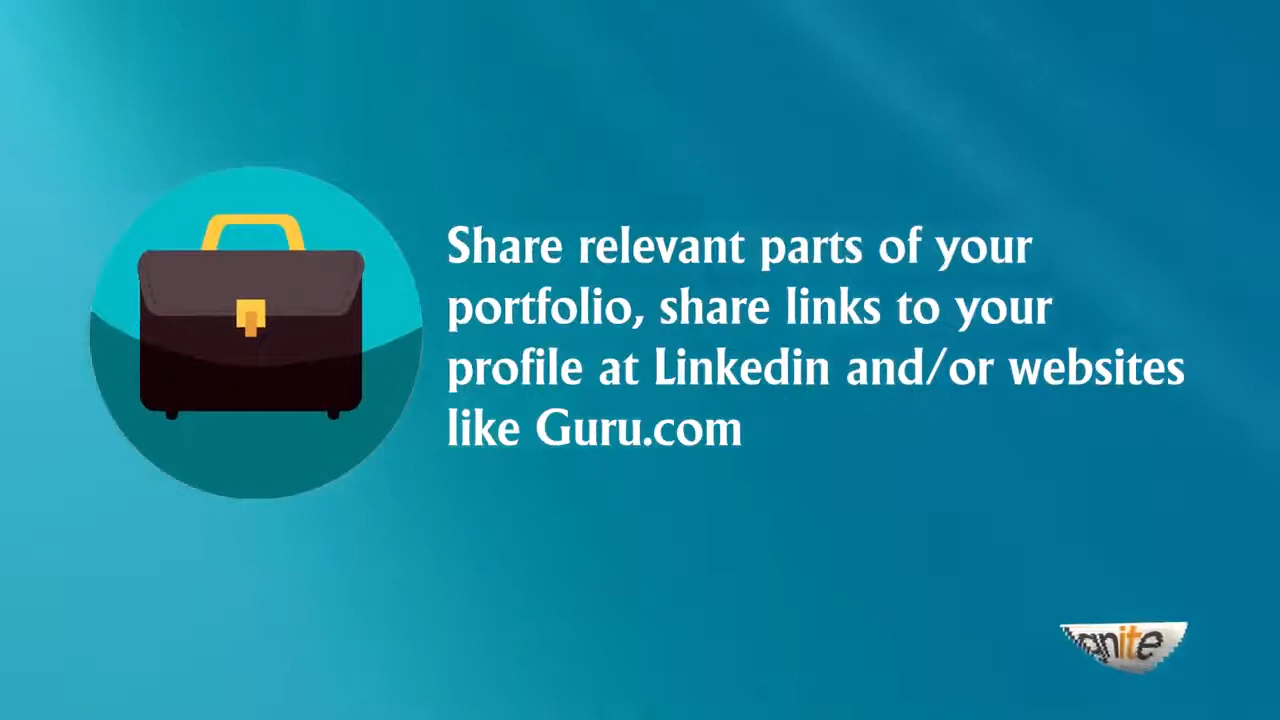 Share relevant parts of your
portfolio, share links to your
profile at Linkedin and/or websites
like Guru.com